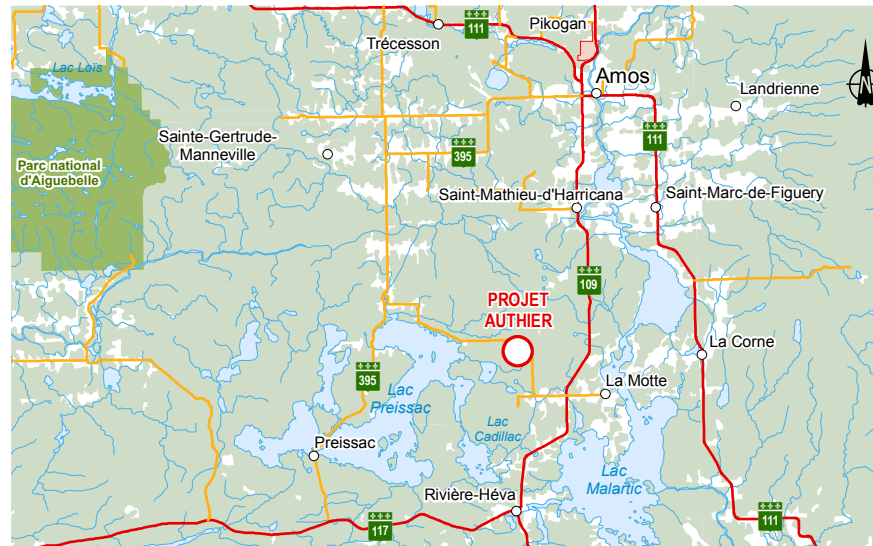 Pikogan
111
Trécesson
Lac Loïs
Amos
Landrienne
N
Sainte-Gertrude-
Manneville
111
395
Parc national
d'Aiguebelle
Saint-Mathieu-d'Harricana
Saint-Marc-de-Figuery
109
PROJET
AUTHIER
La Corne
395
La Motte
Lac
Preissac
Lac
Cadillac
Preissac
Lac
Malartic
Rivière-Héva
117
111